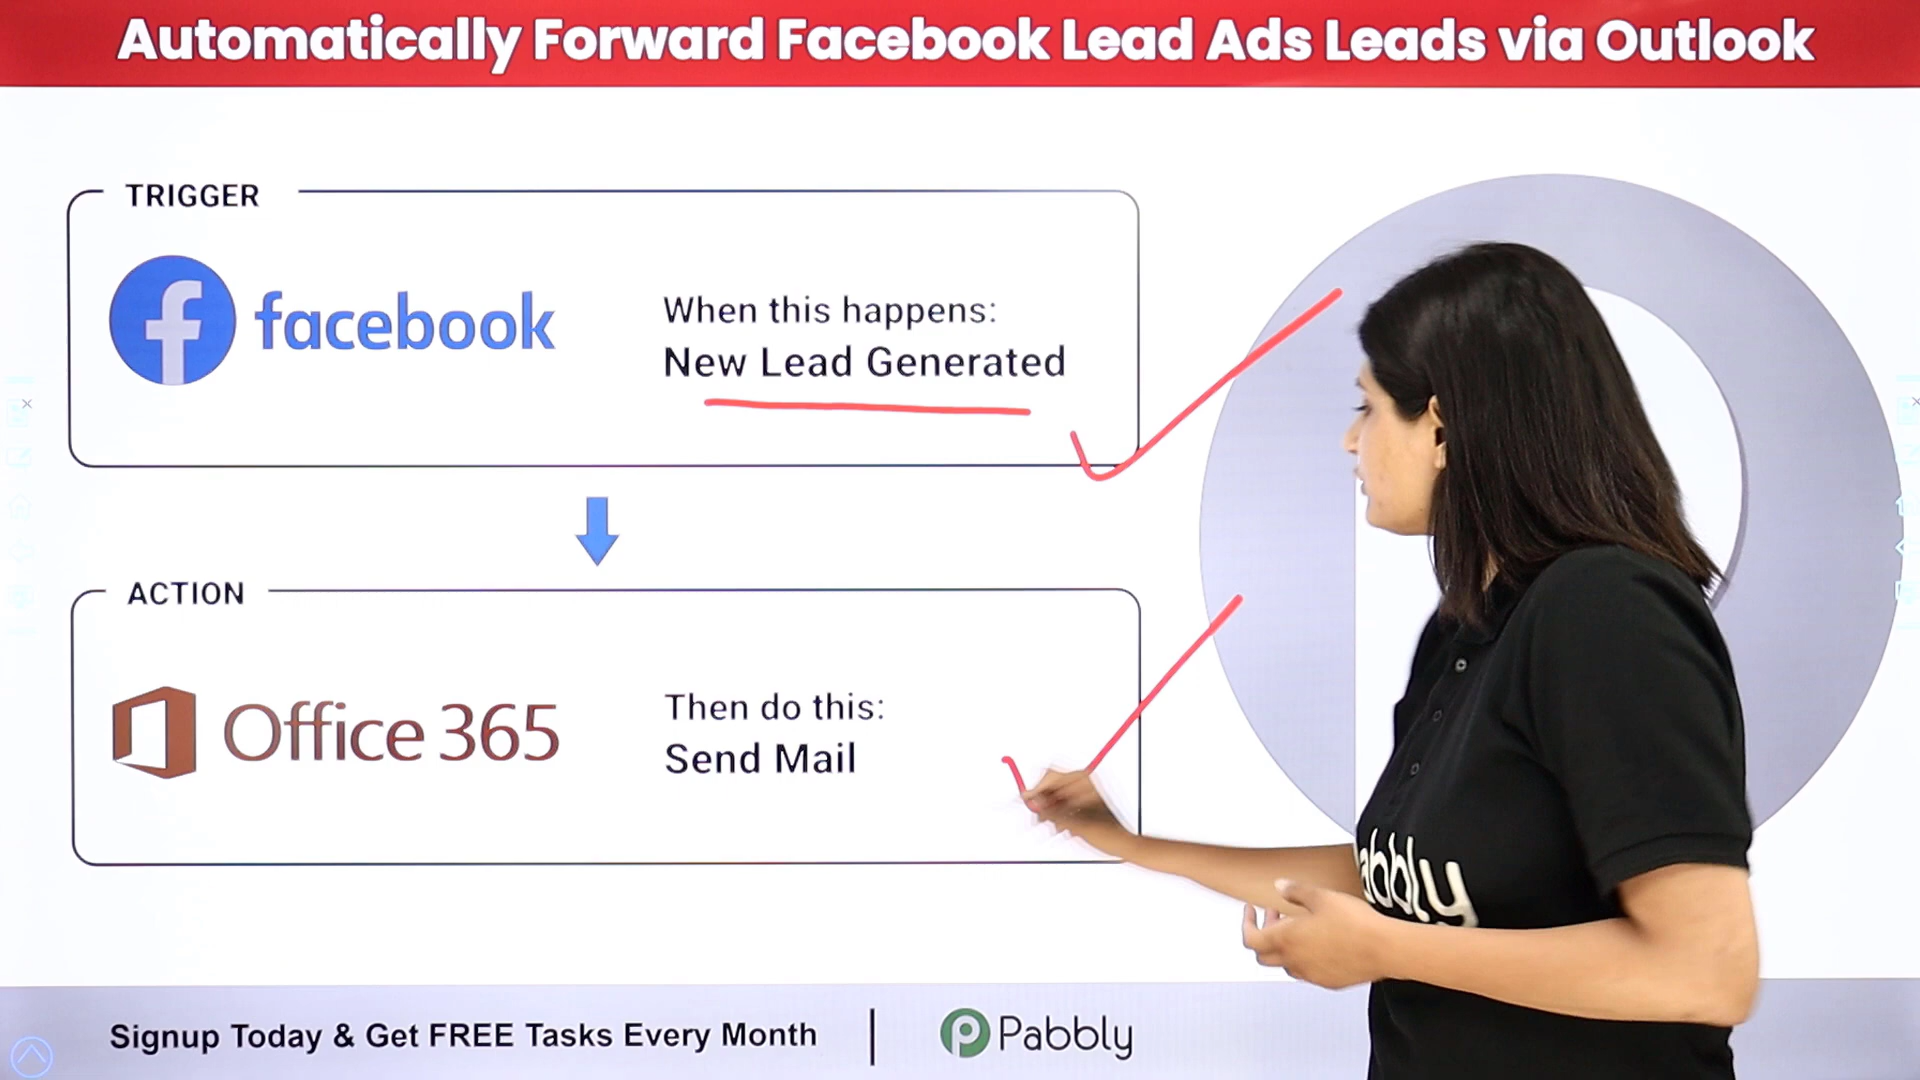 Automatically Forward Facebook Lead Ads Leads via Outlook
TRIGGER
facebook
When this happens:
New Lead Generated
ACTION
Office 365
Then do this:
Send Mail
abbly
Signup Today & Get FREE Tasks Every Month
Pabbly